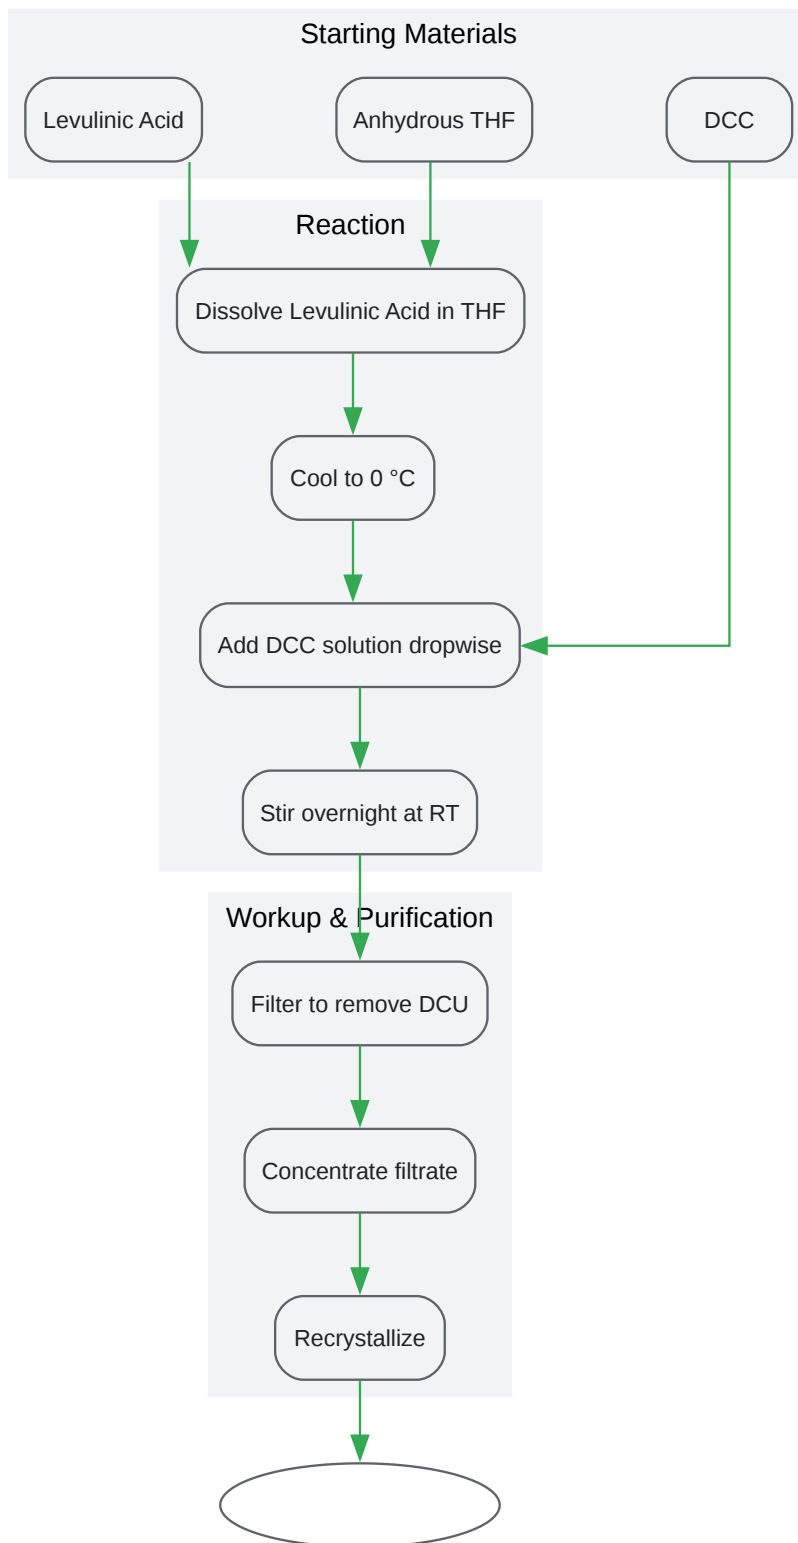 Starting Materials
Levulinic Acid
Anhydrous THF
DCC
Reaction
Dissolve Levulinic Acid in THF
Cool to 0 °C
Add DCC solution dropwise
Stir overnight at RT
Workup & Purification
Filter to remove DCU
Concentrate filtrate
Recrystallize